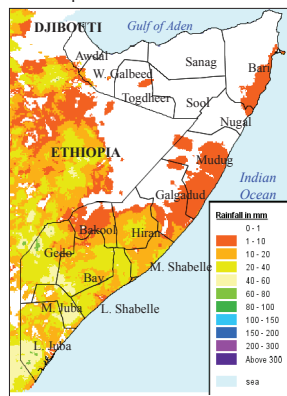 DJIBOUTI
Gulf of Aden
Awdal
Sanag
Bari
W. Galbeed
Togdheer
Sool
Nugal
ETHIOPIA
Mudug
Indian
Ocean
Galgadud
Bakool
Hiran
Gedo
Bay
M. Shabelle
M. Juba
L. Shabelle
L. Juba
Rainfall in mm
0 - 1
1 - 10
10 - 20
20 - 40
40 - 60
60 - 80
80 - 100
100 - 150
150 - 200
200 - 300
Above 300
sea